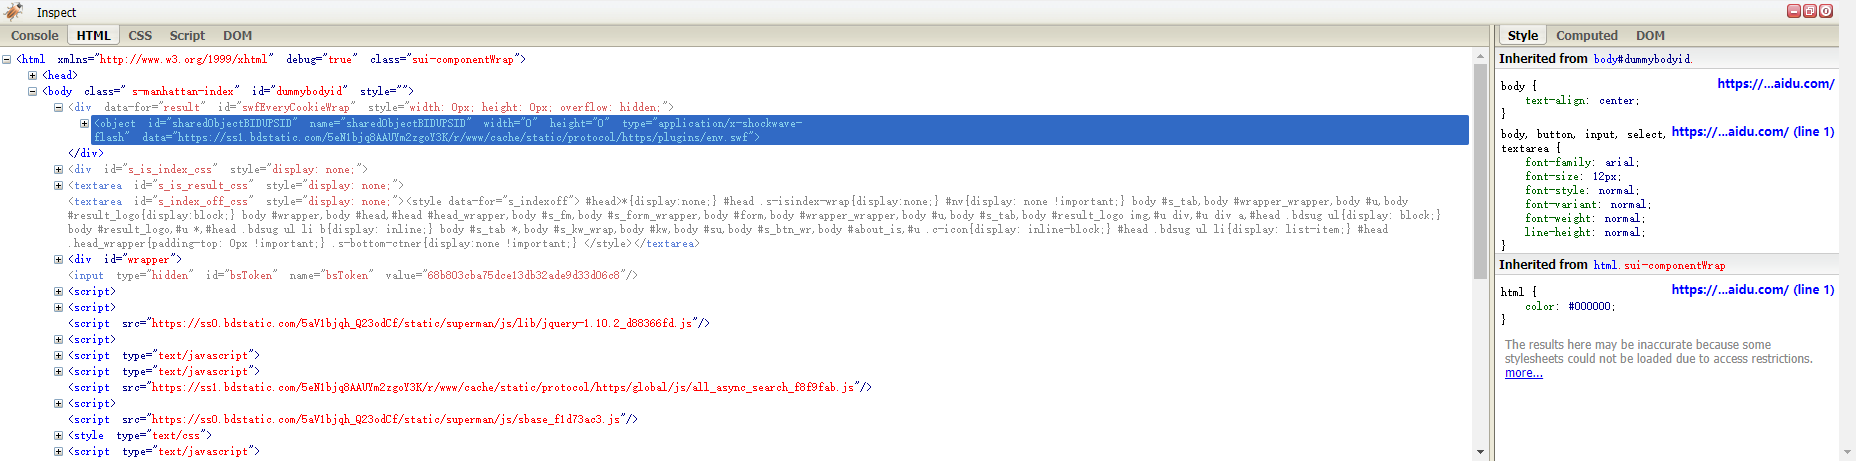 Inspect
Console HTML CSS Script DOM
<html xmlns="http://www.w3.org/1999/xhtml" debug="true" class="sui-componentWrap">
<head>
<body class=" s-manhattan-index" id="dummybodyid" style="">
<div data-for="result" id="swfEveryCookieWrap" style="width: 0px; height: 0px; overflow: hidden;">
<object id="sharedObjectBIDUPSID" name="sharedObjectBIDUPSID" width="0" height="0" type="application/x-shockwave-
flash" data="https://ss1.bdstatic.com/5eN1bjq8AAUYm2zgoY3K/r/www/cache/static/protocol/https/plugins/env.swf">
</div>
<div id="s_is_index_css" style="display: none;">
<textarea id="s_is_result_css" style="display: none;">
<textarea id="s_index_off_css" style="display: none;"><style data-for="s_indexoff"> #head>*{display:none;} #head .s-isindex-wrap{display:none;} #nv{display: none !important;} body #s_tab,body #wrapper_wrapper,body #u,body
#result_logo{display:block;} body #wrapper,body #head,#head #head_wrapper,body #s_fm,body #s_form_wrapper,body #form,body #wrapper_wrapper,body #u,body #s_tab,body #result_logo img,#u div,#u div a,#head .bdsug ul{display: block;}
body #result_logo,#u *,#head .bdsug ul li b{display: inline;} body #s_tab *,body #s_kw_wrap,body #kw,body #su,body #s_btn_wr,body #about_is,#u .c-icon{display: inline-block;} #head .bdsug ul li{display: list-item;} #head
.head_wrapper{padding-top: 0px !important;} .s-bottom-ctner{display:none !important;} </style></textarea>
<div id="wrapper">
<input type="hidden" id="bsToken" name="bsToken" value="68b803cba75dce13db32ade9d33d06c8"/>
<script>
<script>
<script src="https://ss0.bdstatic.com/5aV1bjqh_Q23odCf/static/superman/js/lib/jquery-1.10.2_d88366fd.js"/>
<script>
<script type="text/javascript">
<script type="text/javascript">
<script src="https://ss1.bdstatic.com/5eN1bjq8AAUYm2zgoY3K/r/www/cache/static/protocol/https/global/js/all_async_search_f8f9fab.js"/>
<script>
<script src="https://ss0.bdstatic.com/5aV1bjqh_Q23odCf/static/superman/js/sbase_f1d73ac3.js"/>
<style type="text/css">
<script type="text/javascript">
Style Computed DOM
Inherited from body#dummybodyid.
body { https://...aidu.com/
text-align: center;
}
body, button, input, select, https://...aidu.com/ (line 1)
textarea {
font-family: arial;
font-size: 12px;
font-style: normal;
font-variant: normal;
font-weight: normal;
line-height: normal;
}
Inherited from html.sui-componentWrap
html { https://...aidu.com/ (line 1)
color: #000000;
}
The results here may be inaccurate because some
stylesheets could not be loaded due to access restrictions.
more...